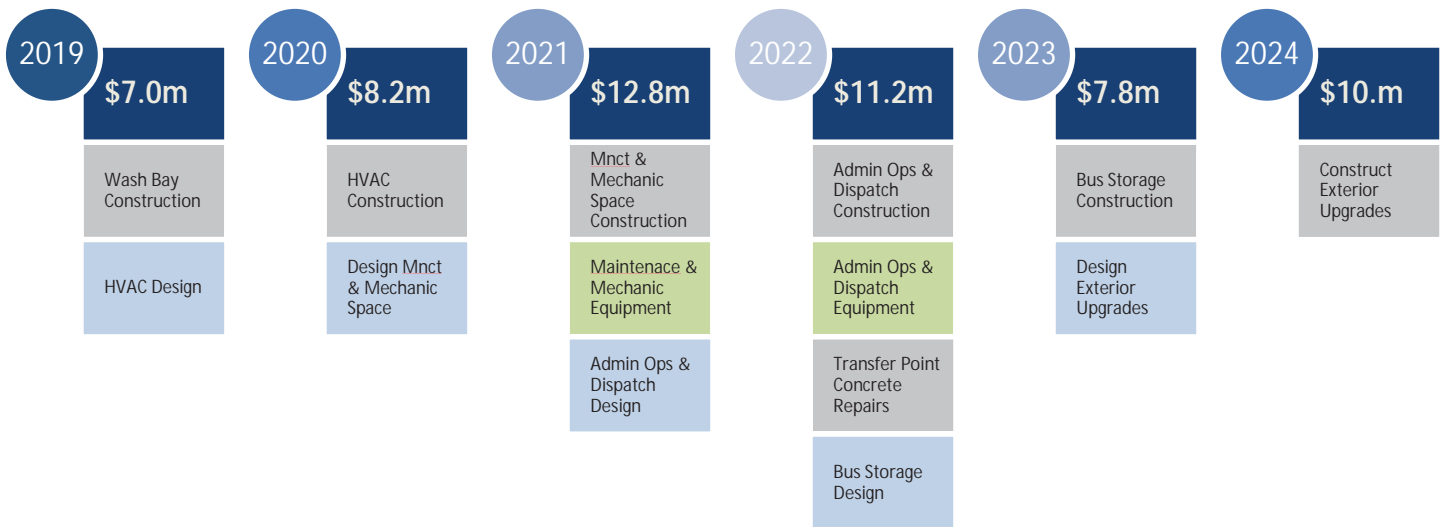 2019
$7.0m
Wash Bay
Construction
HVAC Design
2020
$8.2m
HVAC
Construction
Design Mnct
& Mechanic
Space
2021
$12.8m
Mnct &
Mechanic
Space
Construction
Maintenace &
Mechanic
Equipment
Admin Ops &
Dispatch
Design
2022
$11.2m
Admin Ops &
Dispatch
Construction
Admin Ops &
Dispatch
Equipment
Transfer Point
Concrete
Repairs
Bus Storage
Design
2023
$7.8m
Bus Storage
Construction
Design
Exterior
Upgrades
2024
$10.m
Construct
Exterior
Upgrades